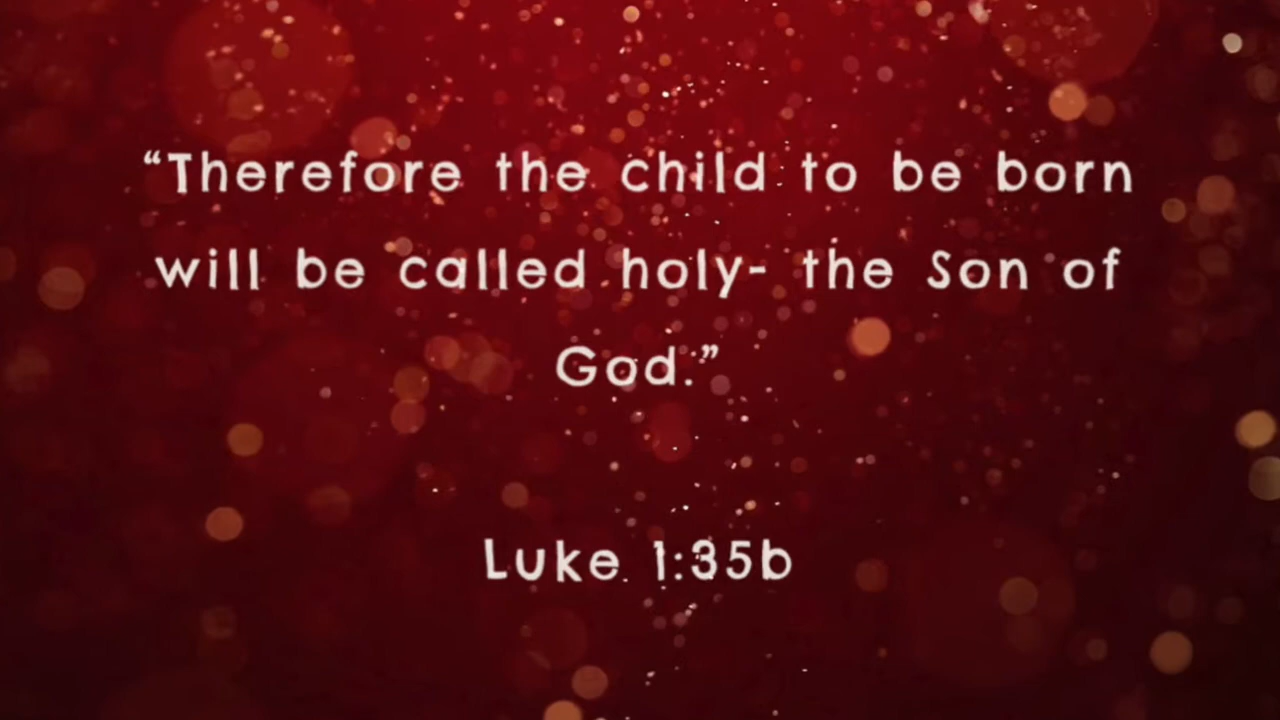 “Therefore the child to be born
will be called holy- the Son of
God.”
Luke 1:35b